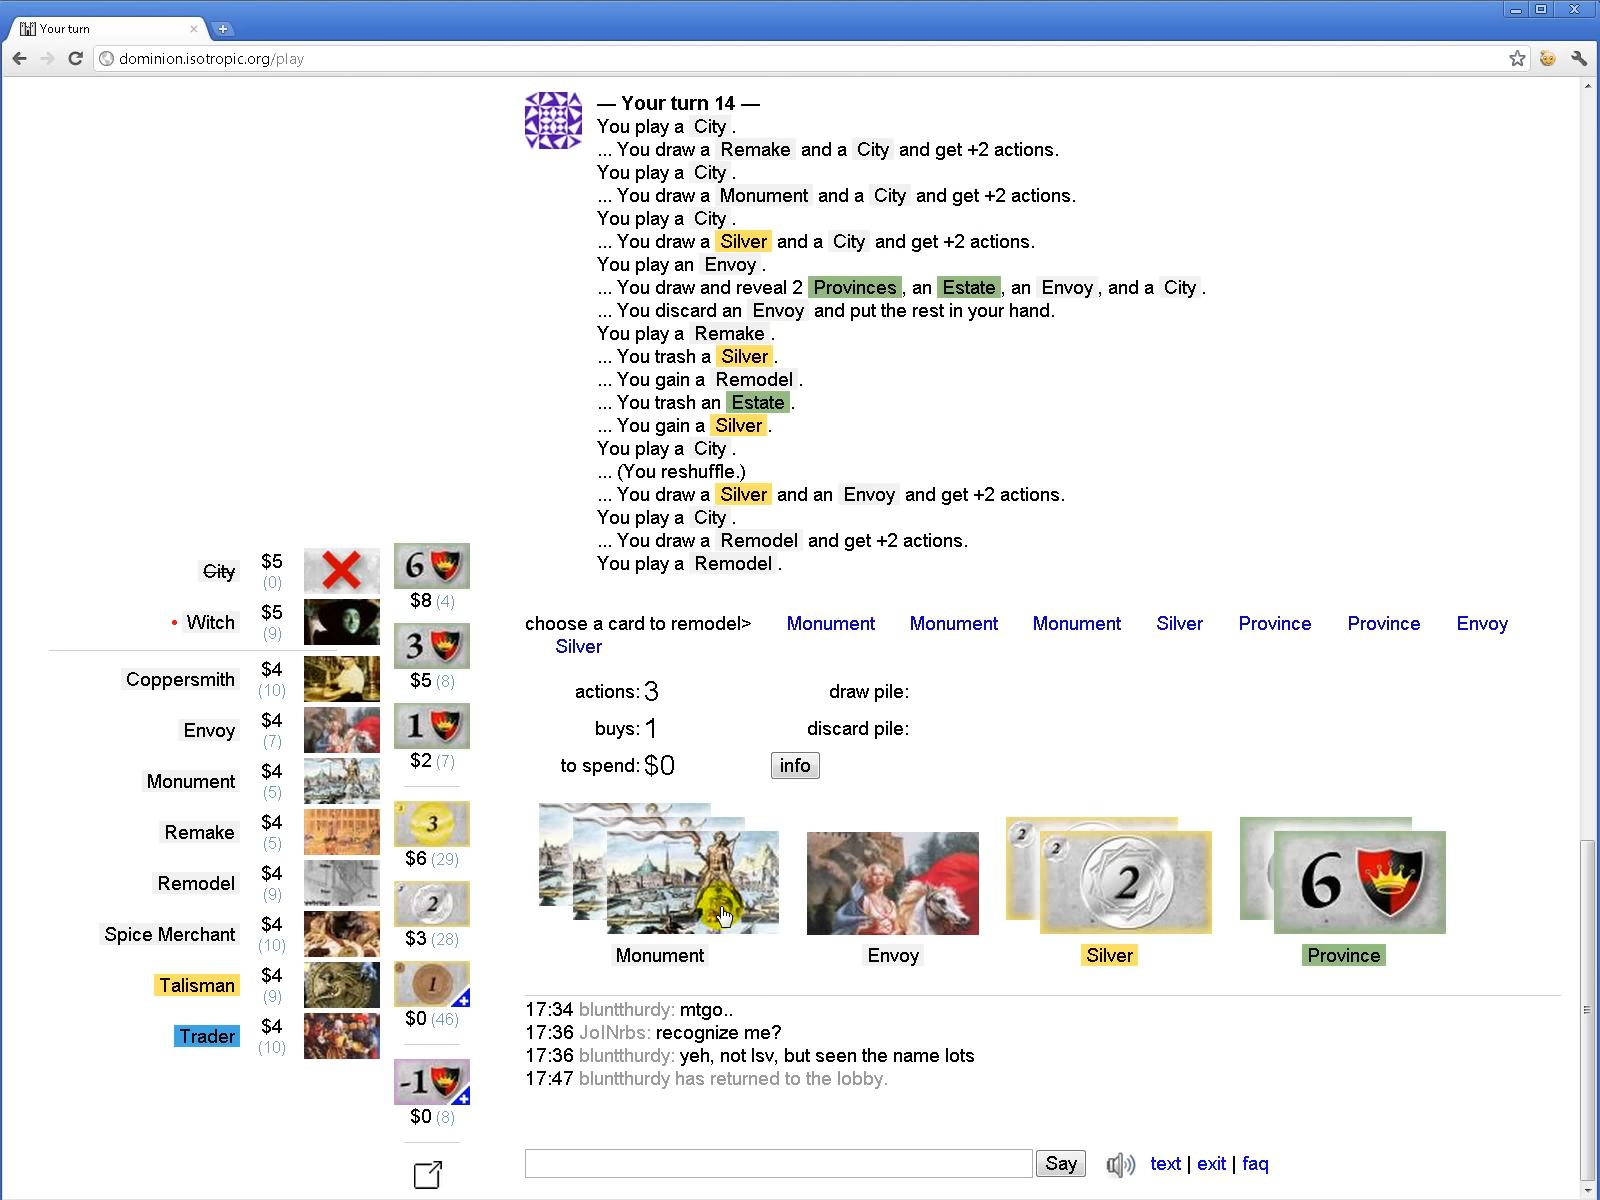 Your turn
dominion.isotropic.org/play
— Your turn 14 —
You play a City .
... You draw a Remake and a City and get +2 actions.
You play a City .
... You draw a Monument and a City and get +2 actions.
You play a City .
... You draw a Silver and a City and get +2 actions.
You play an Envoy .
... You draw and reveal 2 Provinces , an Estate , an Envoy , and a City .
... You discard an Envoy and put the rest in your hand.
You play a Remake .
... You trash a Silver .
... You gain a Remodel .
... You trash an Estate .
... You gain a Silver .
You play a City .
... (You reshuffle.)
... You draw a Silver and an Envoy and get +2 actions.
You play a City .
... You draw a Remodel and get +2 actions.
You play a Remodel .
City $5 (0)
Witch $5 (9)
Coppersmith $4 (10)
Envoy $4 (7)
Monument $4 (5)
Remake $4 (5)
Remodel $4 (9)
Spice Merchant $4 (10)
Talisman $4 (9)
Trader $4 (10)
6
$8 (4)
3
$5 (8)
1
$2 (7)
3
$6 (29)
2
$3 (28)
1
$0 (46)
-1
$0 (8)
choose a card to remodel> Monument Monument Monument Silver Province Province Envoy
Silver
actions: 3 draw pile:
buys: 1 discard pile:
to spend: $0 info
2 2 2 6
Monument Envoy Silver Province
17:34 bluntthurdy: mtgo..
17:36 JolNrbs: recognize me?
17:36 bluntthurdy: yeh, not lsv, but seen the name lots
17:47 bluntthurdy has returned to the lobby.
Say text | exit | faq